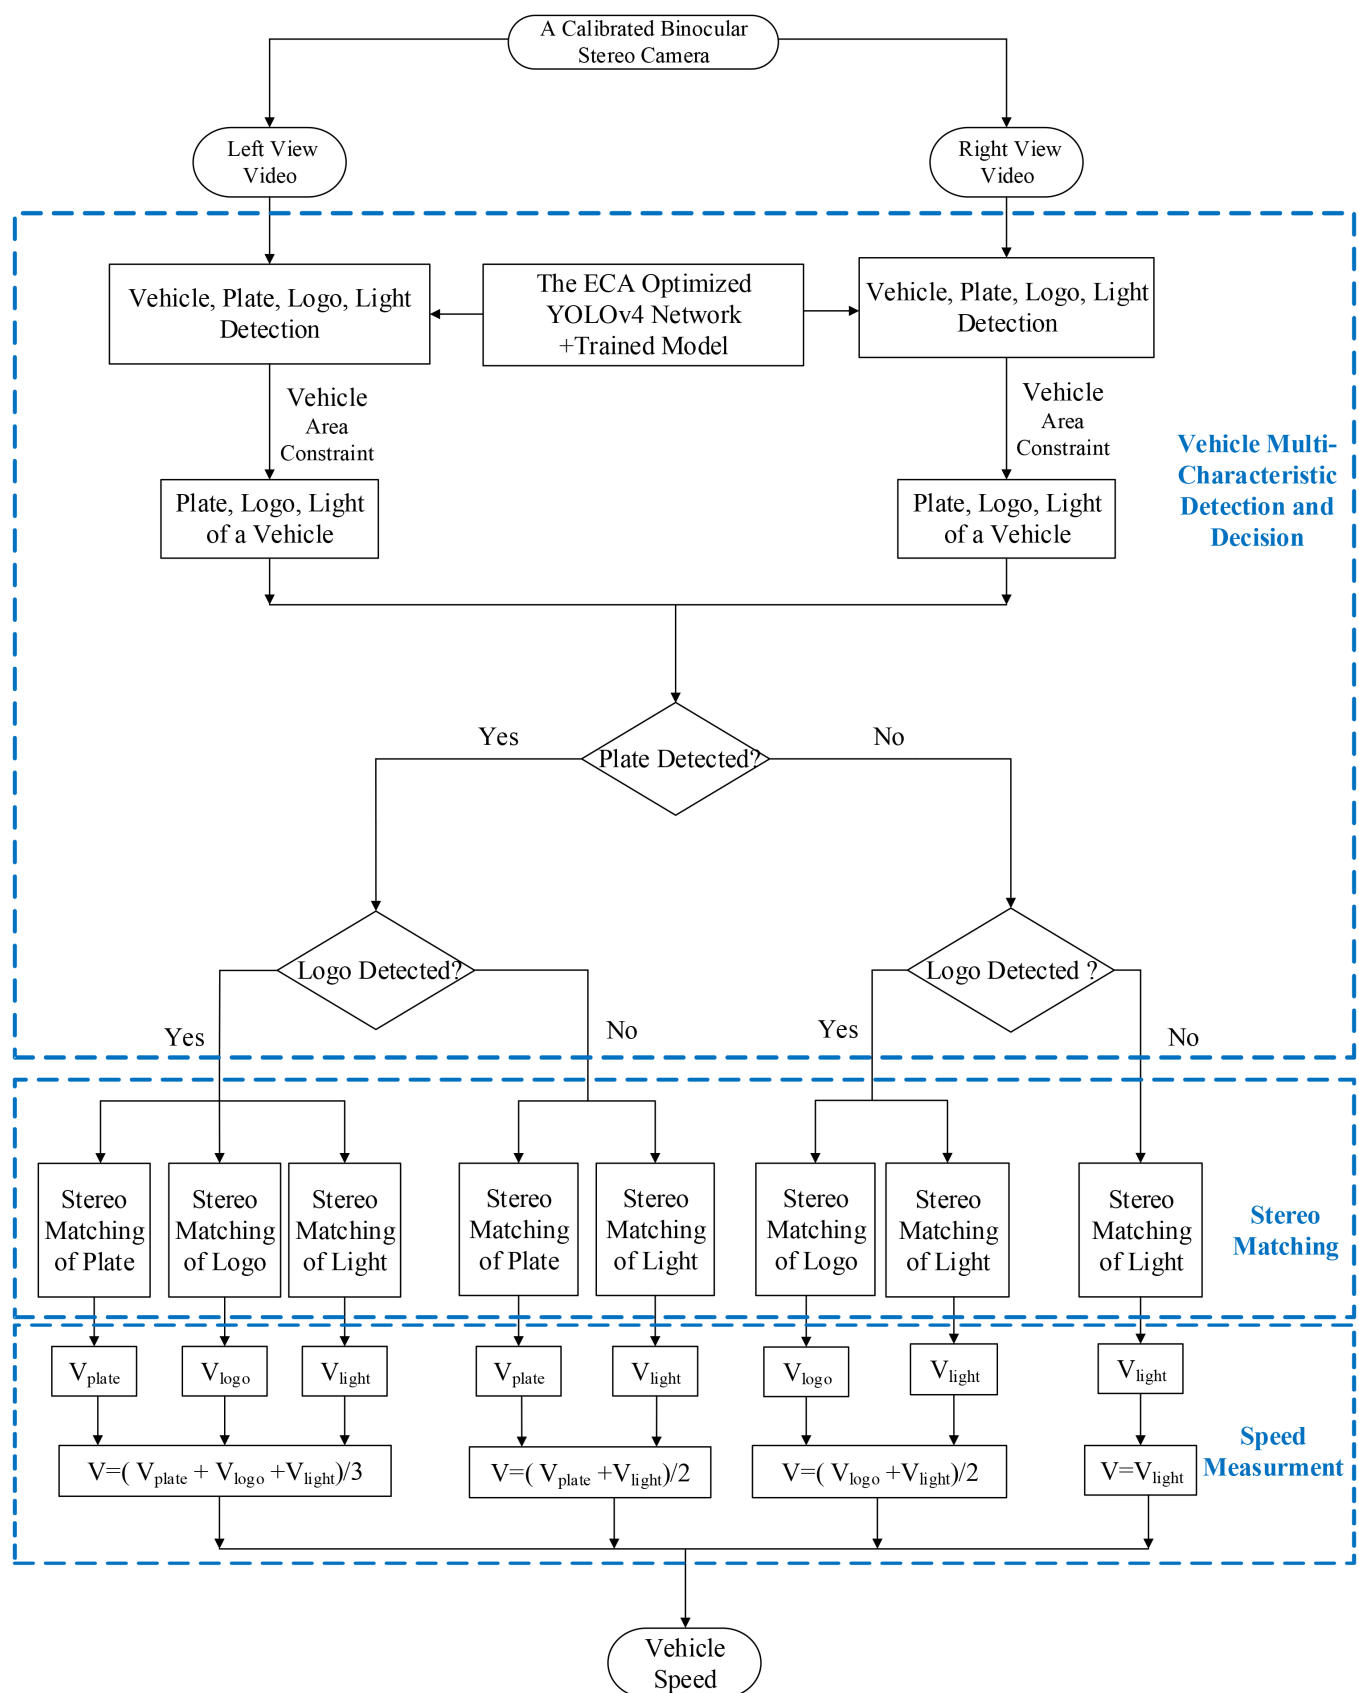 A Calibrated Binocular
Stereo Camera
Left View
Video
Right View
Video
Vehicle, Plate, Logo, Light
Detection
The ECA Optimized
YOLOv4 Network
+Trained Model
Vehicle, Plate, Logo, Light
Detection
Vehicle
Area
Constraint
Vehicle
Area
Constraint
Plate, Logo, Light
of a Vehicle
Plate, Logo, Light
of a Vehicle
Vehicle Multi-
Characteristic
Detection and
Decision
Yes
Plate Detected?
No
Logo Detected?
Logo Detected ?
Yes
No
Yes
No
Stereo
Matching
of Plate
Stereo
Matching
of Logo
Stereo
Matching
of Light
Stereo
Matching
of Plate
Stereo
Matching
of Light
Stereo
Matching
of Logo
Stereo
Matching
of Light
Stereo
Matching
of Light
Stereo
Matching
Vplate
Vlogo
Vlight
Vplate
Vlight
Vlogo
Vlight
Vlight
V=( Vplate + Vlogo +Vlight)/3
V=( Vplate +Vlight)/2
V=( Vlogo +Vlight)/2
V=Vlight
Speed
Measurment
Vehicle
Speed